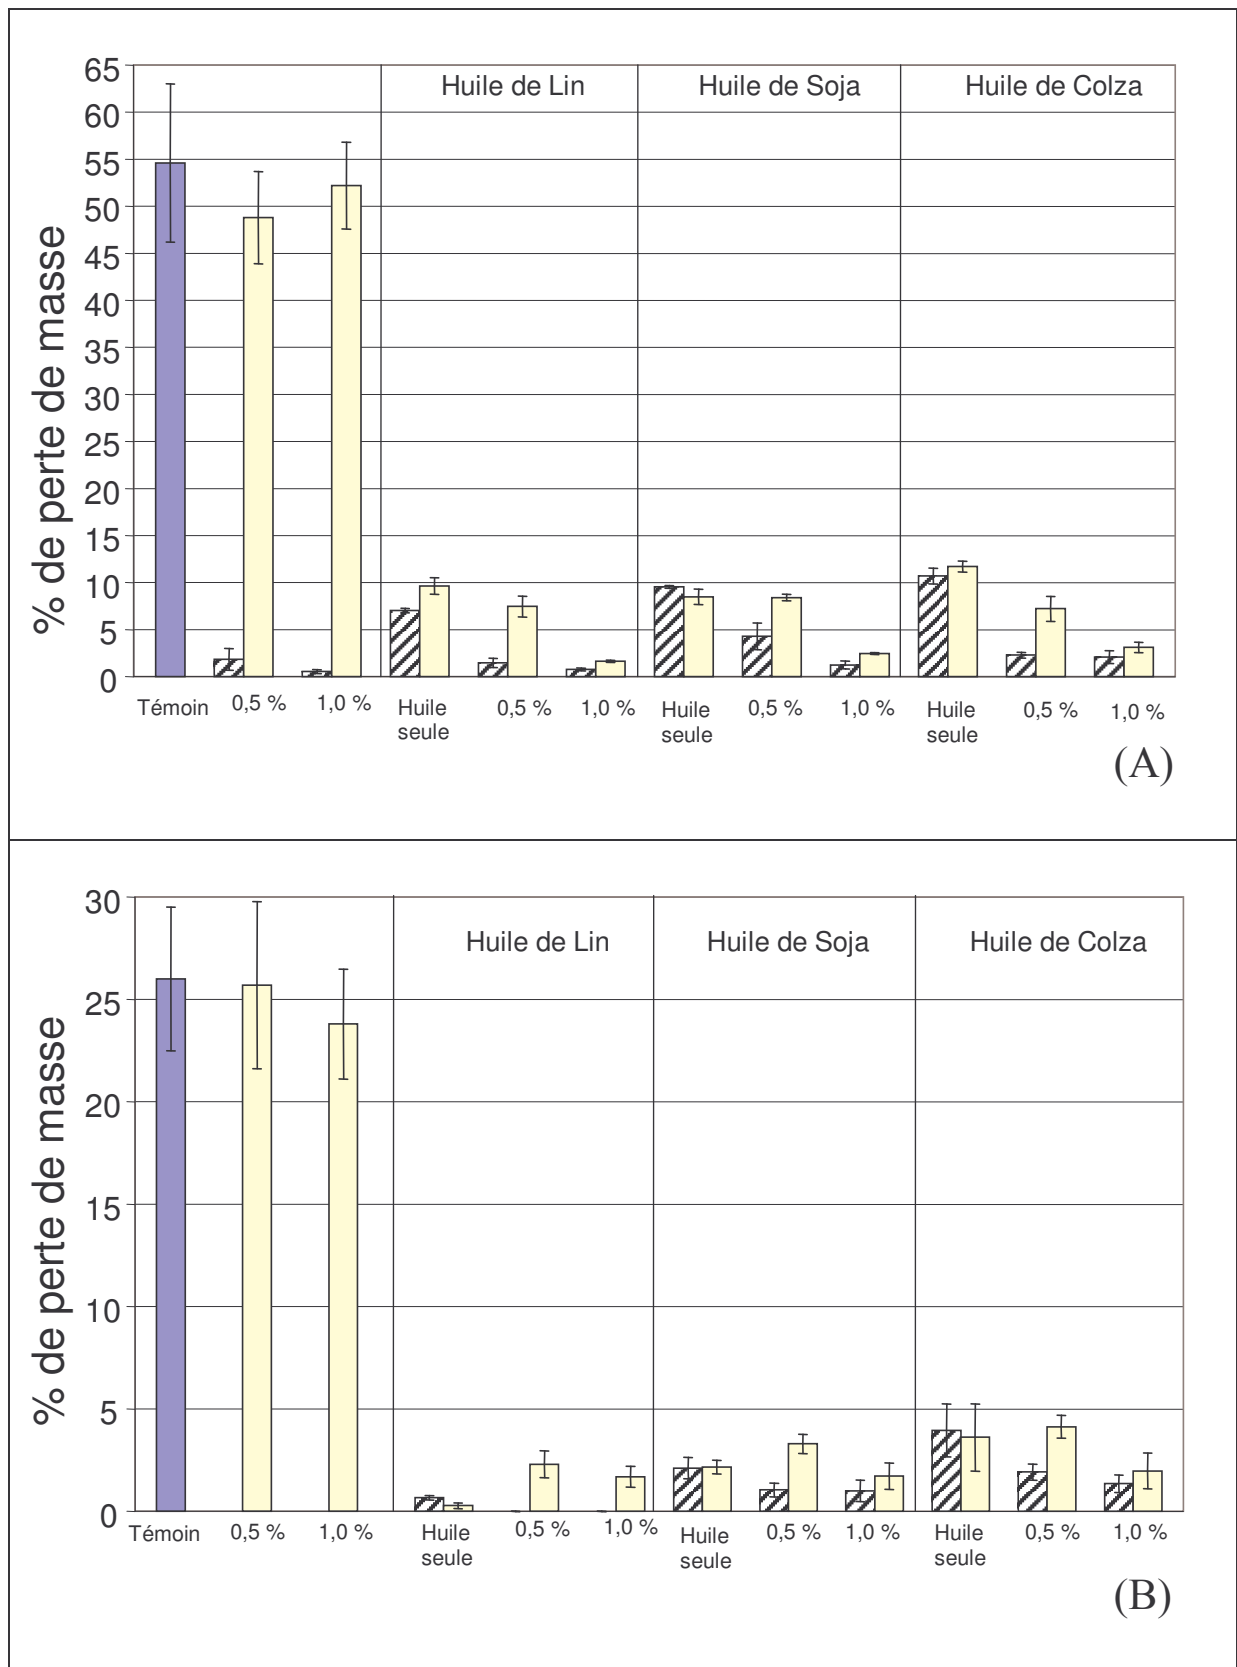 % de perte de masse
65
60
55
50
45
40
35
30
25
20
15
10
5
0
Huile de Lin
Huile de Soja
Huile de Colza
Témoin
0,5 %
1,0 %
Huile
seule
0,5 %
1,0 %
Huile
seule
0,5 %
1,0 %
Huile
seule
0,5 %
1,0 %
(A)
% de perte de masse
30
25
20
15
10
5
0
Huile de Lin
Huile de Soja
Huile de Colza
Témoin
0,5 %
1,0 %
Huile
seule
0,5 %
1,0 %
Huile
seule
0,5 %
1,0 %
Huile
seule
0,5 %
1,0 %
(B)